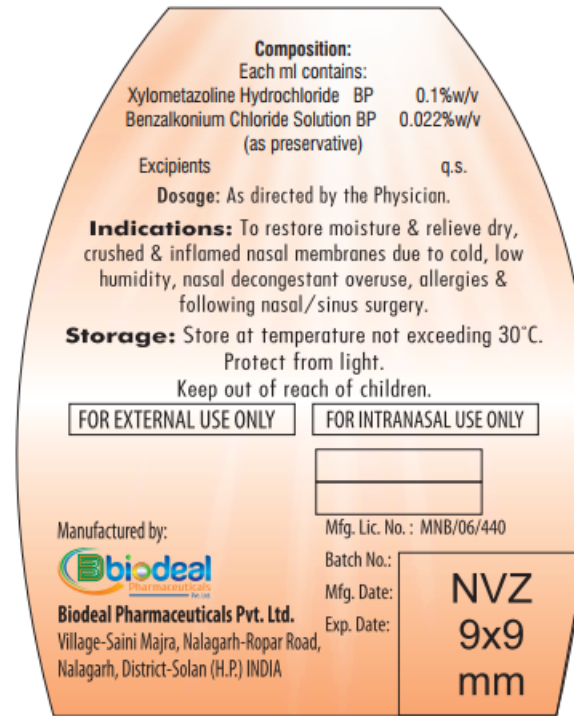 Composition:
Each ml contains:
Xylometazoline Hydrochloride BP 0.1%w/v
Benzalkonium Chloride Solution BP 0.022%w/v
(as preservative)
Excipients q.s.
Dosage: As directed by the Physician.
Indications: To restore moisture & relieve dry,
crushed & inflamed nasal membranes due to cold, low
humidity, nasal decongestant overuse, allergies &
following nasal/sinus surgery.
Storage: Store at temperature not exceeding 30°C.
Protect from light.
Keep out of reach of children.
FOR EXTERNAL USE ONLY
FOR INTRANASAL USE ONLY
Manufactured by:
biodeal
Pharmaceuticals
Pvt. Ltd.
Biodeal Pharmaceuticals Pvt. Ltd.
Village-Saini Majra, Nalagarh-Ropar Road,
Nalagarh, District-Solan (H.P.) INDIA
Mfg. Lic. No. : MNB/06/440
Batch No.:
Mfg. Date:
Exp. Date:
NVZ
9x9
mm